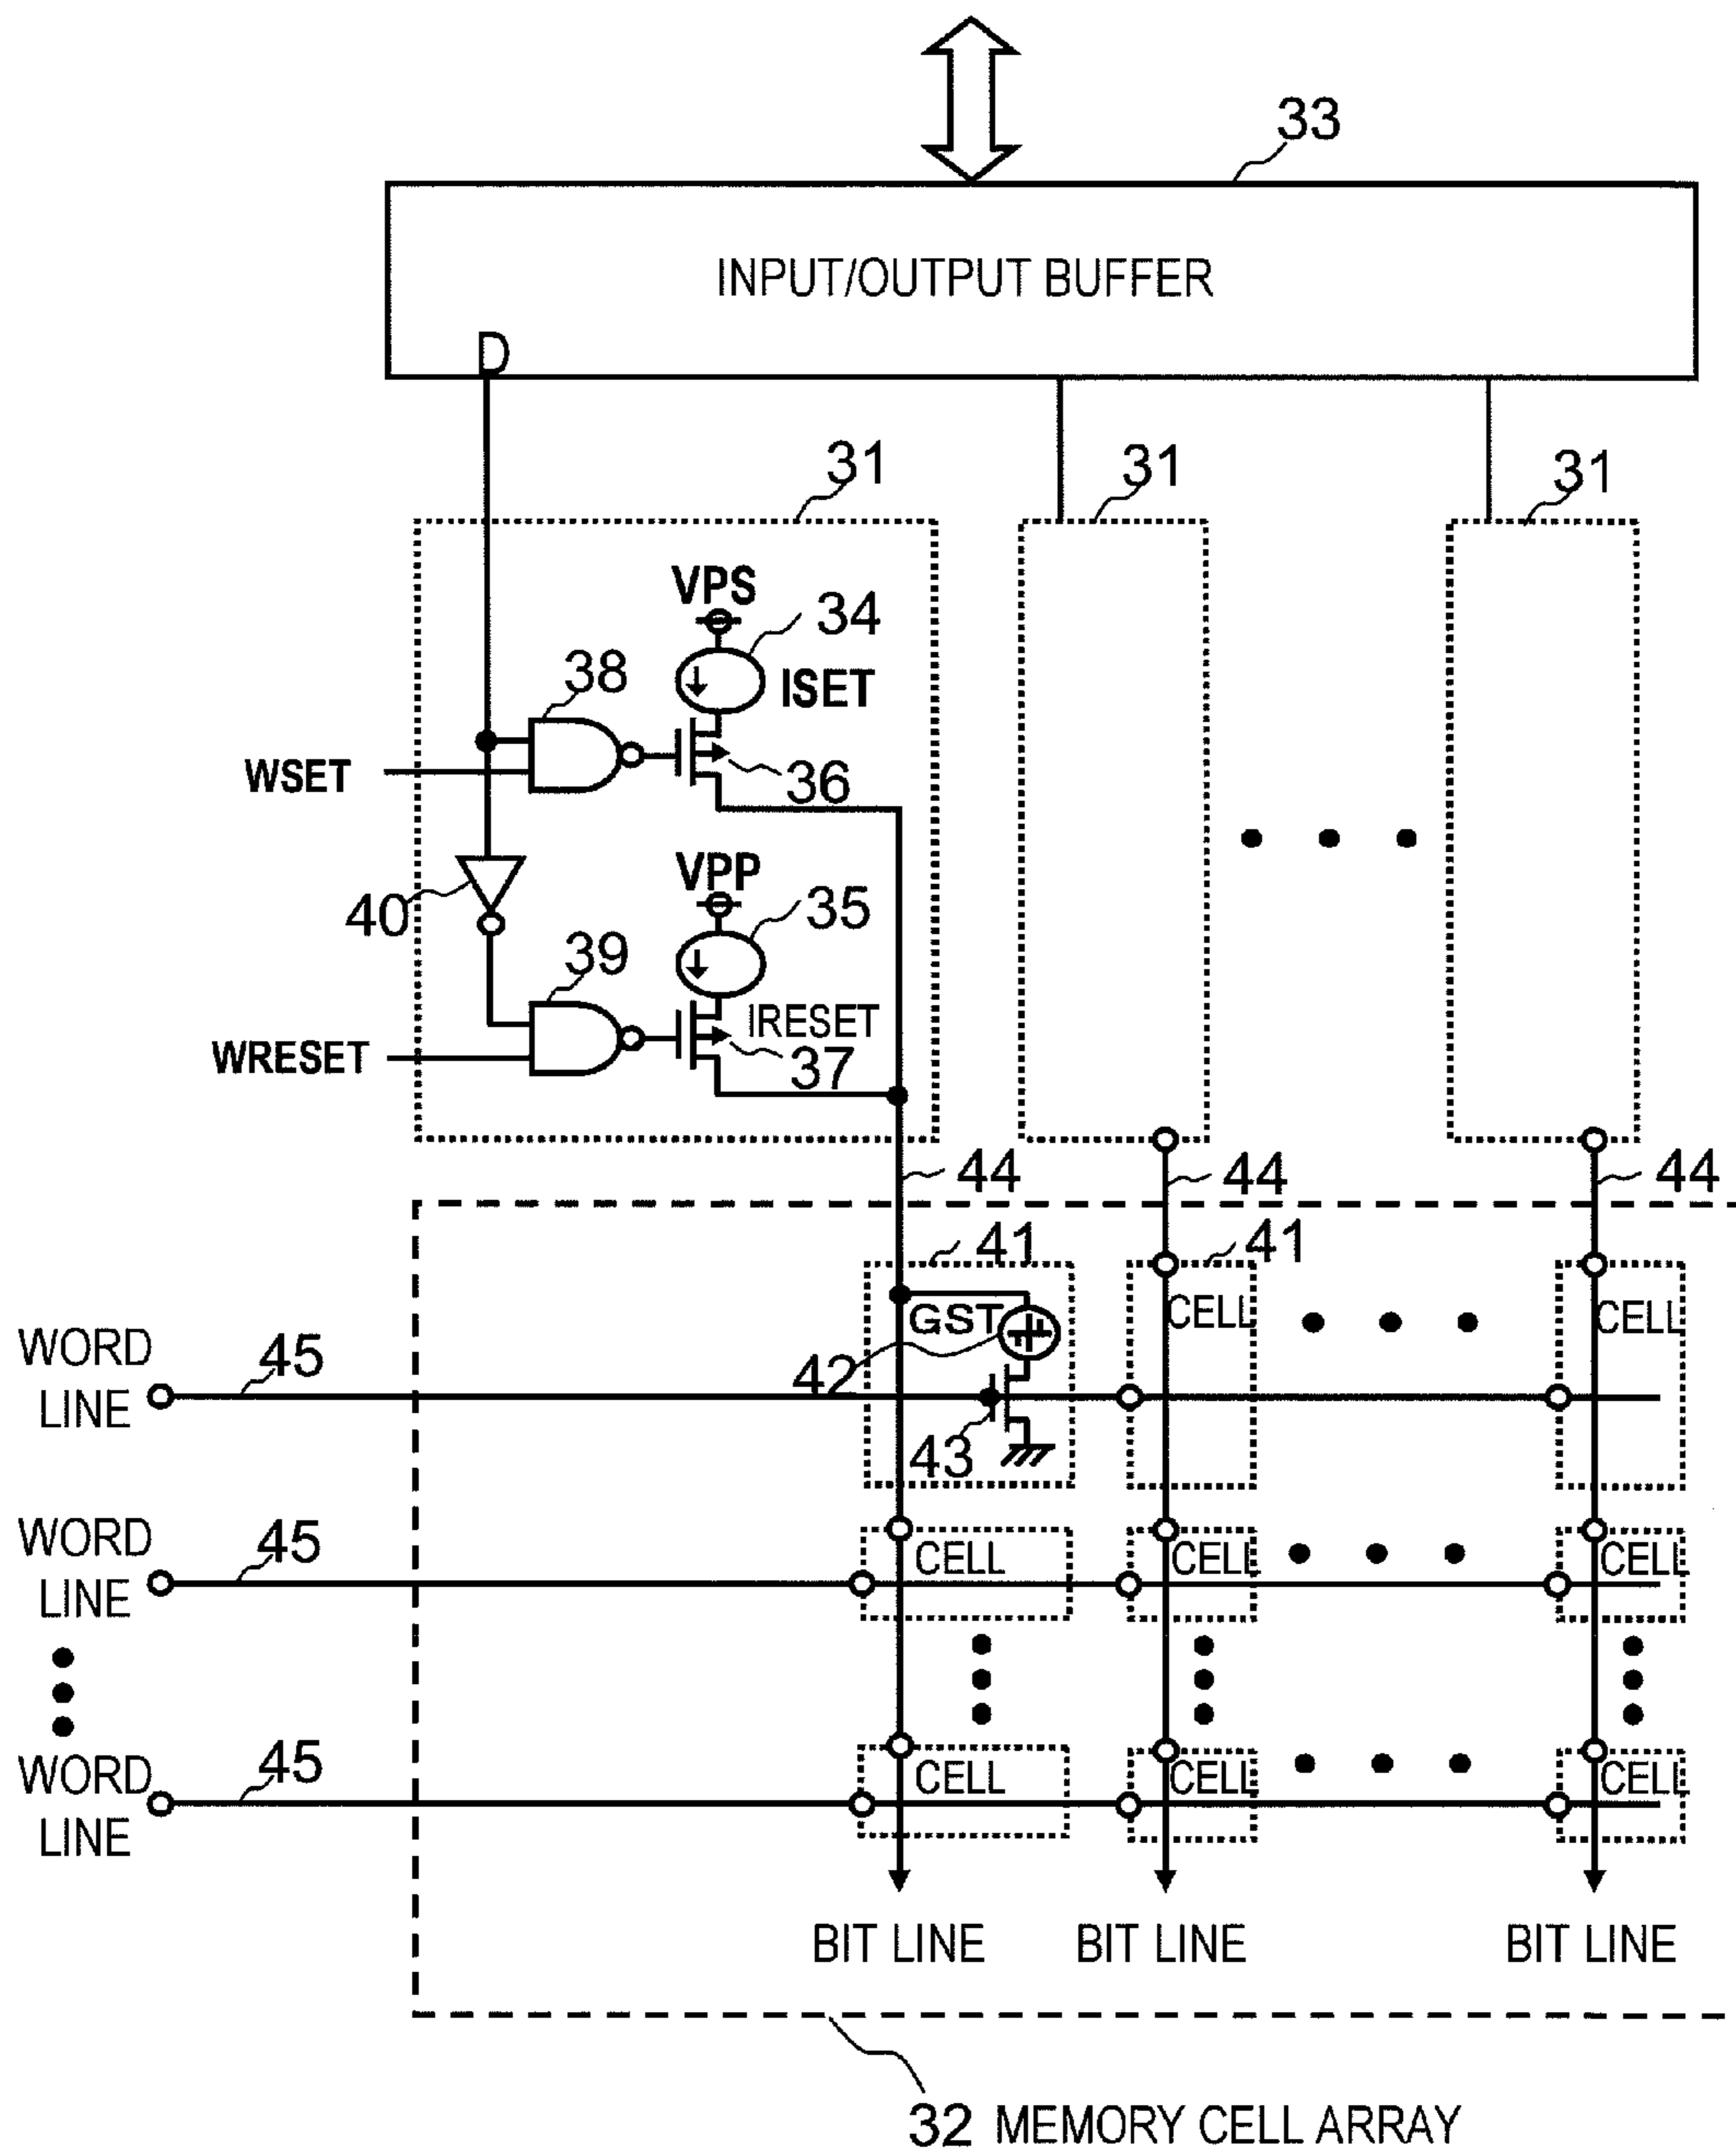 33
INPUT/OUTPUT BUFFER
D
31
31
31
VPS
34
ISET
38
WSET
36
VPP
40
35
39
IRESET
WRESET
37
44
44
44
41
41
GST
CELL
CELL
WORD
LINE
45
42
43
WORD
LINE
45
CELL
CELL
CELL
WORD
LINE
45
CELL
CELL
CELL
BIT LINE
BIT LINE
BIT LINE
32 MEMORY CELL ARRAY